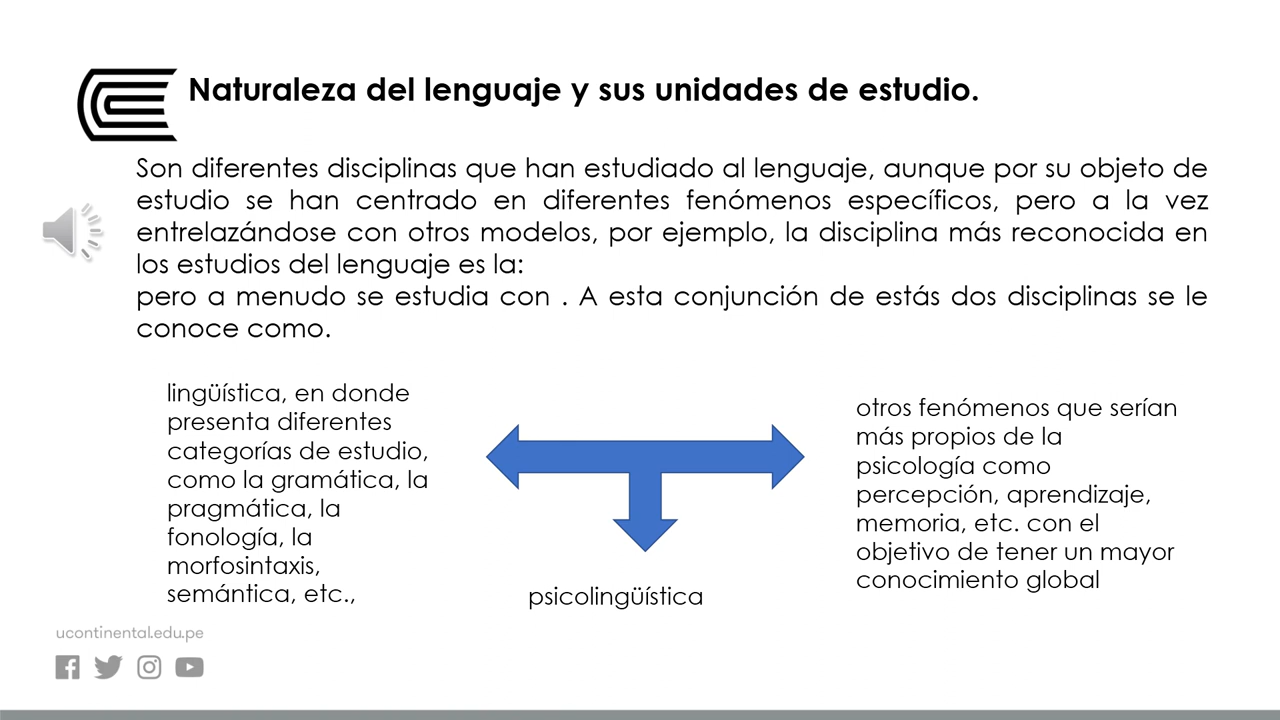 Naturaleza del lenguaje y sus unidades de estudio.
Son diferentes disciplinas que han estudiado al lenguaje, aunque por su objeto de
estudio se han centrado en diferentes fenómenos específicos, pero a la vez
entrelazándose con otros modelos, por ejemplo, la disciplina más reconocida en
los estudios del lenguaje es la:
pero a menudo se estudia con . A esta conjunción de estás dos disciplinas se le
conoce como.
lingüística, en donde
presenta diferentes
categorías de estudio,
como la gramática, la
pragmática, la
fonología, la
morfosintaxis,
semántica, etc.,
psicolingüística
otros fenómenos que serían
más propios de la
psicología como
percepción, aprendizaje,
memoria, etc. con el
objetivo de tener un mayor
conocimiento global
ucontinental.edu.pe